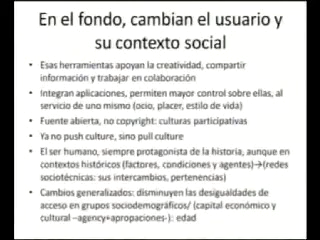 En el fondo, cambian el usuario y
su contexto social
• Esas herramientas apoyan la creatividad, compartir
información y trabajar en colaboración
• Integran aplicaciones, permiten mayor control sobre ellas, al
servicio de uno mismo (ocio, placer, estilo de vida)
• Fuente abierta, no copyright: culturas participativas
• Ya no push culture, sino pull culture
• El ser humano, siempre protagonista de la historia, aunque en
contextos históricos (factores, condiciones y agentes)→(redes
sociotécnicas: sus intercambios, pertenencias)
• Cambios generalizados: disminuyen las desigualdades de
acceso en grupos sociodemográficos/ (capital económico y
cultural –agency+apropaciones-): edad